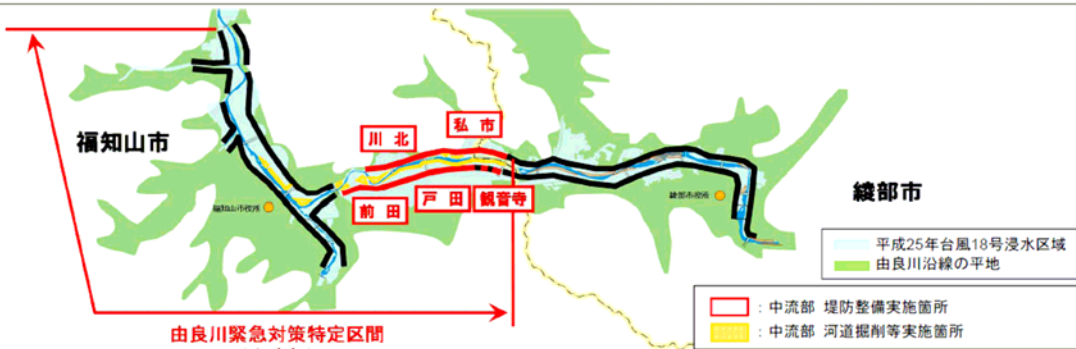 福知山市
川北
私市
福知山市役所
前田
戸田
観音寺
綾部市役所
綾部市
平成25年台風18号浸水区域
由良川沿線の平地
：中流部 堤防整備実施箇所
：中流部 河道掘削等実施箇所
由良川緊急対策特定区間